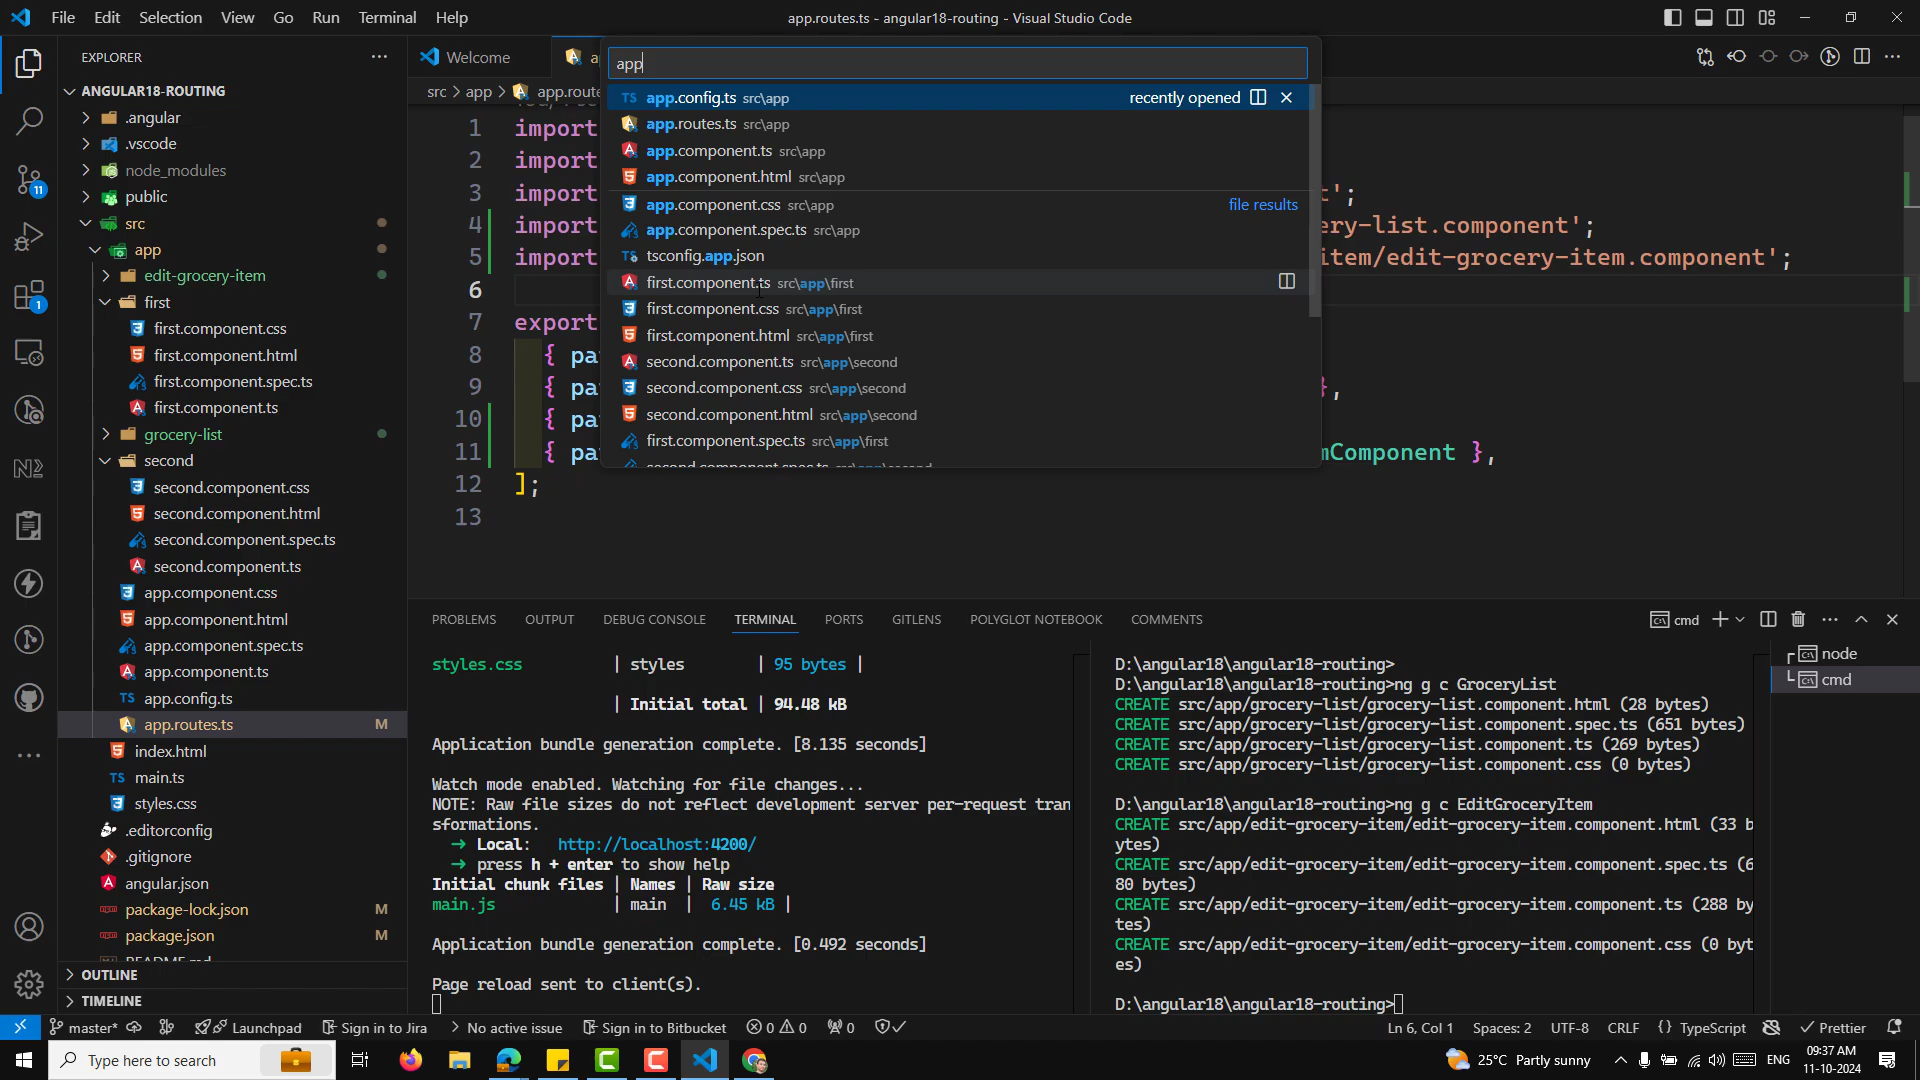 File Edit Selection View Go Run Terminal Help
app.routes.ts - angular18-routing - Visual Studio Code
EXPLORER
ANGULAR18-ROUTING
.angular
.vscode
node_modules
public
src
app
edit-grocery-item
first
first.component.css
first.component.html
first.component.spec.ts
first.component.ts
grocery-list
second
second.component.css
second.component.html
second.component.spec.ts
second.component.ts
app.component.css
app.component.html
app.component.spec.ts
app.component.ts
TS app.config.ts
app.routes.ts M
index.html
TS main.ts
styles.css
.editorconfig
.gitignore
angular.json
package-lock.json M
package.json M
README.md
OUTLINE
TIMELINE
11
1
Welcome
src > app > app.route
app
TS app.config.ts src\app recently opened
app.routes.ts src\app
app.component.ts src\app
app.component.html src\app
app.component.css src\app file results
app.component.spec.ts src\app
TS tsconfig.app.json
first.component.ts src\app\first
first.component.css src\app\first
first.component.html src\app\first
second.component.ts src\app\second
second.component.css src\app\second
second.component.html src\app\second
first.component.spec.ts src\app\first
second.component.spec.ts src\app\second
1 import
2 import
3 import t';
4 import ery-list.component';
5 import item/edit-grocery-item.component';
6
7 export
8 { pa
9 { pa },
10 { pa
11 { pa mComponent },
12 ];
13
PROBLEMS OUTPUT DEBUG CONSOLE TERMINAL PORTS GITLENS POLYGLOT NOTEBOOK COMMENTS
cmd
styles.css | styles | 95 bytes |
| Initial total | 94.48 kB
Application bundle generation complete. [8.135 seconds]
Watch mode enabled. Watching for file changes...
NOTE: Raw file sizes do not reflect development server per-request tran
sformations.
➜ Local: http://localhost:4200/
➜ press h + enter to show help
Initial chunk files | Names | Raw size
main.js | main | 6.45 kB |
Application bundle generation complete. [0.492 seconds]
Page reload sent to client(s).
D:\angular18\angular18-routing>
D:\angular18\angular18-routing>ng g c GroceryList
CREATE src/app/grocery-list/grocery-list.component.html (28 bytes)
CREATE src/app/grocery-list/grocery-list.component.spec.ts (651 bytes)
CREATE src/app/grocery-list/grocery-list.component.ts (269 bytes)
CREATE src/app/grocery-list/grocery-list.component.css (0 bytes)
D:\angular18\angular18-routing>ng g c EditGroceryItem
CREATE src/app/edit-grocery-item/edit-grocery-item.component.html (33 b
ytes)
CREATE src/app/edit-grocery-item/edit-grocery-item.component.spec.ts (6
80 bytes)
CREATE src/app/edit-grocery-item/edit-grocery-item.component.ts (288 by
tes)
CREATE src/app/edit-grocery-item/edit-grocery-item.component.css (0 byt
es)
D:\angular18\angular18-routing>
node
cmd
master* Launchpad Sign in to Jira No active issue Sign in to Bitbucket 0 0 0 Ln 6, Col 1 Spaces: 2 UTF-8 CRLF {} TypeScript Prettier
Type here to search
25°C Partly sunny ENG
09:37 AM
11-10-2024